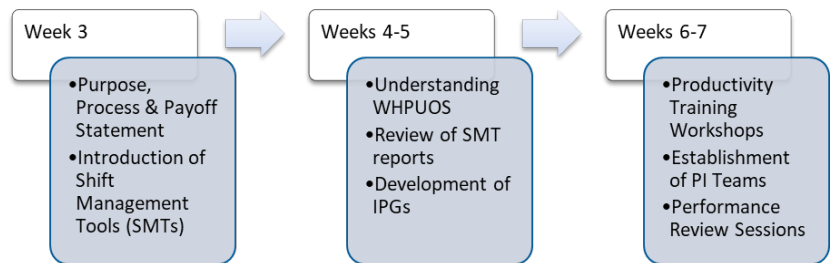 Week 3
•Purpose,
Process & Payoff
Statement
•Introduction of
Shift
Management
Tools (SMTs)
Weeks 4-5
•Understanding
WHPUOS
•Review of SMT
reports
•Development of
IPGs
Weeks 6-7
•Productivity
Training
Workshops
•Establishment
of PI Teams
•Performance
Review Sessions